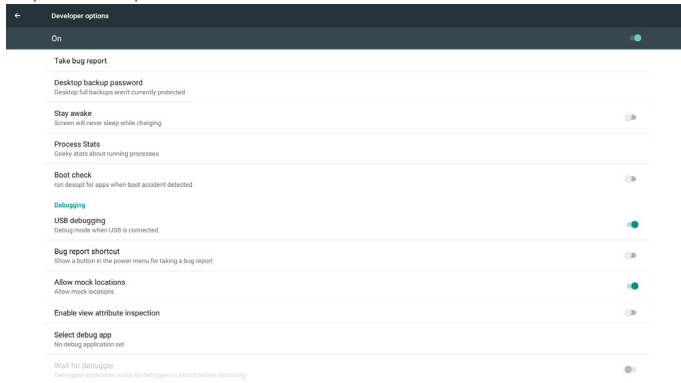 Developer options
On
Take bug report
Desktop backup password
Desktop full backups aren't currently protected
Stay awake
Screen will never sleep while charging
Process Stats
Geeky stats about running processes
Boot check
run dexopt for apps when boot accident detected
Debugging
USB debugging
Debug mode when USB is connected
Bug report shortcut
Show a button in the power menu for taking a bug report
Allow mock locations
Allow mock locations
Enable view attribute inspection
Select debug app
No debug application set
Wait for debugger
Debugged application waits for debugger to attach before executing